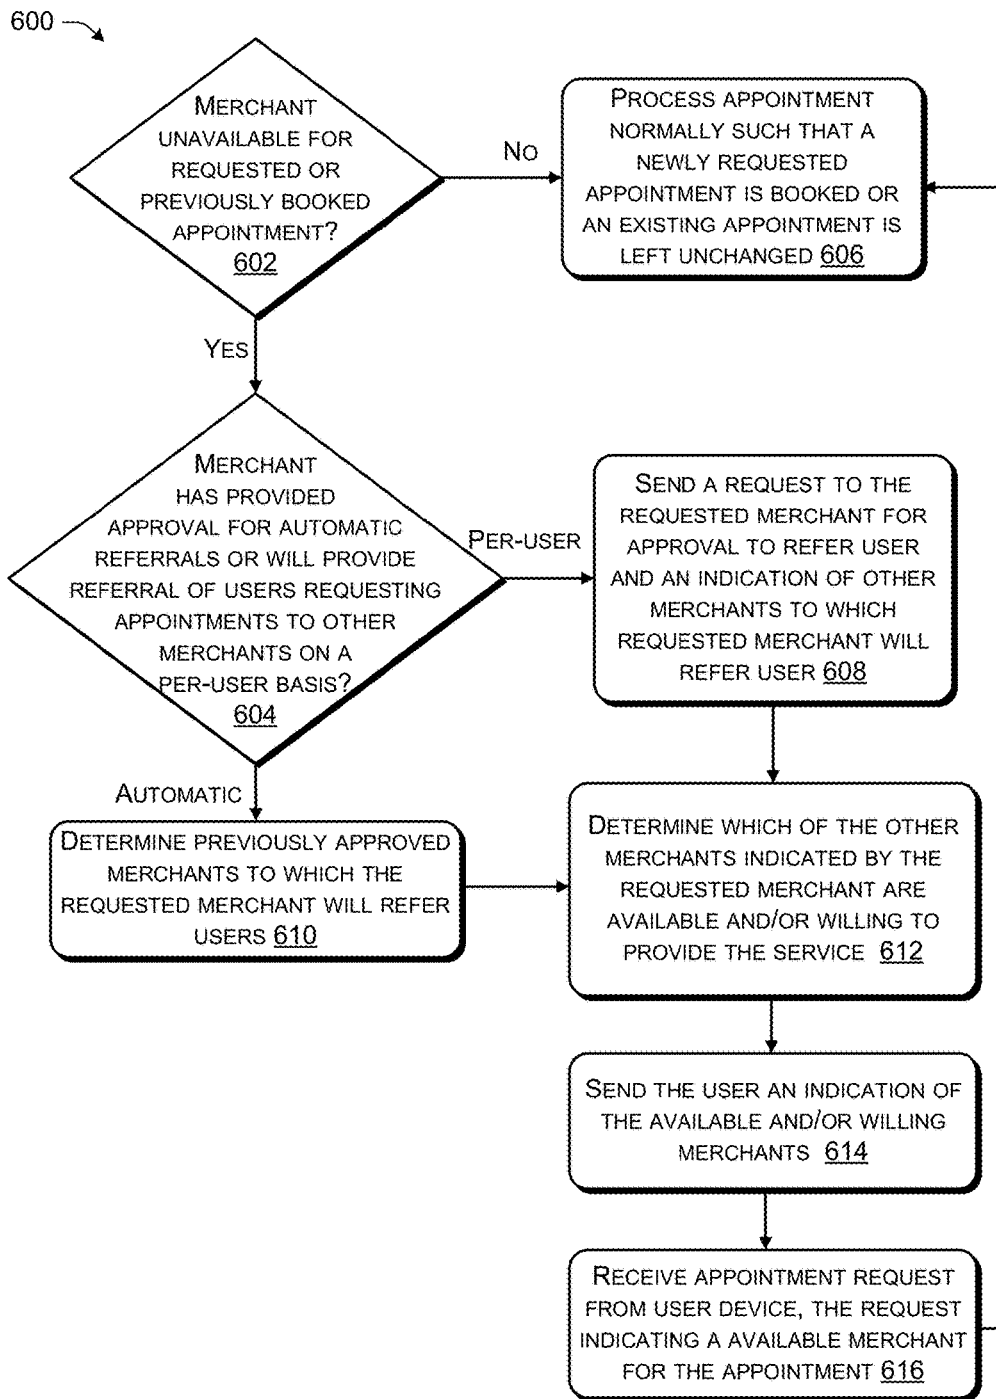 600
MERCHANT
UNAVAILABLE FOR
REQUESTED OR
PREVIOUSLY BOOKED
APPOINTMENT?
602
NO
PROCESS APPOINTMENT
NORMALLY SUCH THAT A
NEWLY REQUESTED
APPOINTMENT IS BOOKED OR
AN EXISTING APPOINTMENT IS
LEFT UNCHANGED 606
YES
MERCHANT
HAS PROVIDED
APPROVAL FOR AUTOMATIC
REFERRALS OR WILL PROVIDE
REFERRAL OF USERS REQUESTING
APPOINTMENTS TO OTHER
MERCHANTS ON A
PER-USER BASIS?
604
PER-USER
SEND A REQUEST TO THE
REQUESTED MERCHANT FOR
APPROVAL TO REFER USER
AND AN INDICATION OF OTHER
MERCHANTS TO WHICH
REQUESTED MERCHANT WILL
REFER USER 608
AUTOMATIC
DETERMINE PREVIOUSLY APPROVED
MERCHANTS TO WHICH THE
REQUESTED MERCHANT WILL REFER
USERS 610
DETERMINE WHICH OF THE OTHER
MERCHANTS INDICATED BY THE
REQUESTED MERCHANT ARE
AVAILABLE AND/OR WILLING TO
PROVIDE THE SERVICE 612
SEND THE USER AN INDICATION OF
THE AVAILABLE AND/OR WILLING
MERCHANTS 614
RECEIVE APPOINTMENT REQUEST
FROM USER DEVICE, THE REQUEST
INDICATING A AVAILABLE MERCHANT
FOR THE APPOINTMENT 616